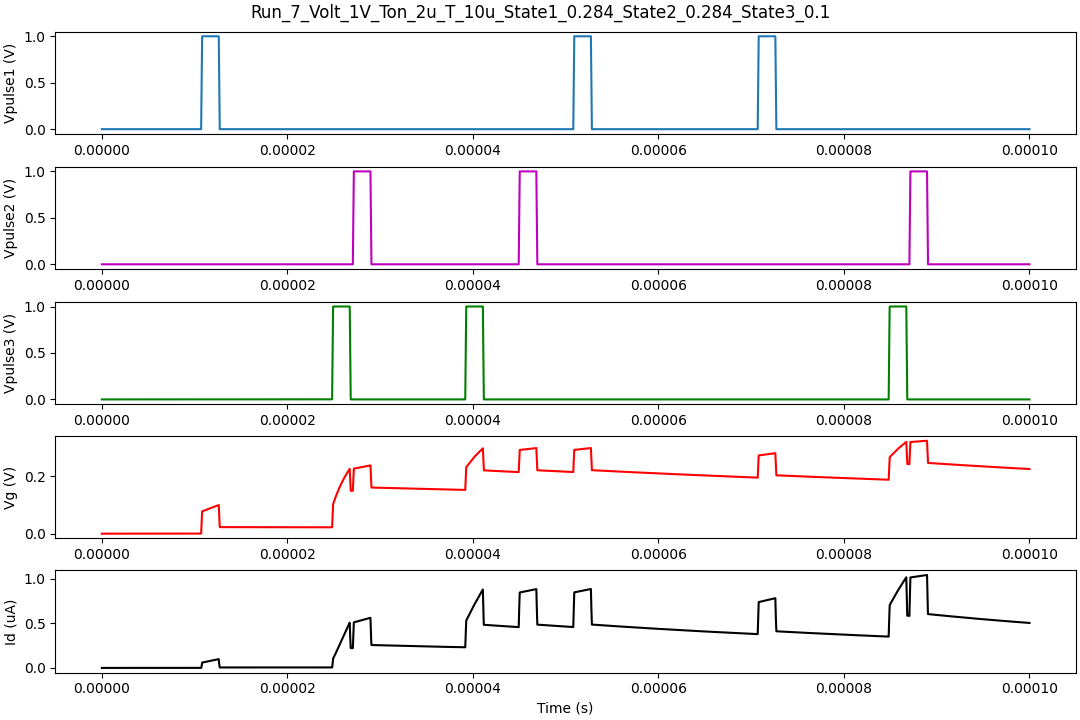 Run_7_Volt_1V_Ton_2u_T_10u_State1_0.284_State2_0.284_State3_0.1
Vpulse1 (V)
1.0
0.5
0.0
0.00000 0.00002 0.00004 0.00006 0.00008 0.00010
Vpulse2 (V)
1.0
0.5
0.0
0.00000 0.00002 0.00004 0.00006 0.00008 0.00010
Vpulse3 (V)
1.0
0.5
0.0
0.00000 0.00002 0.00004 0.00006 0.00008 0.00010
Vg (V)
0.2
0.0
0.00000 0.00002 0.00004 0.00006 0.00008 0.00010
Id (uA)
1.0
0.5
0.0
0.00000 0.00002 0.00004 0.00006 0.00008 0.00010
Time (s)